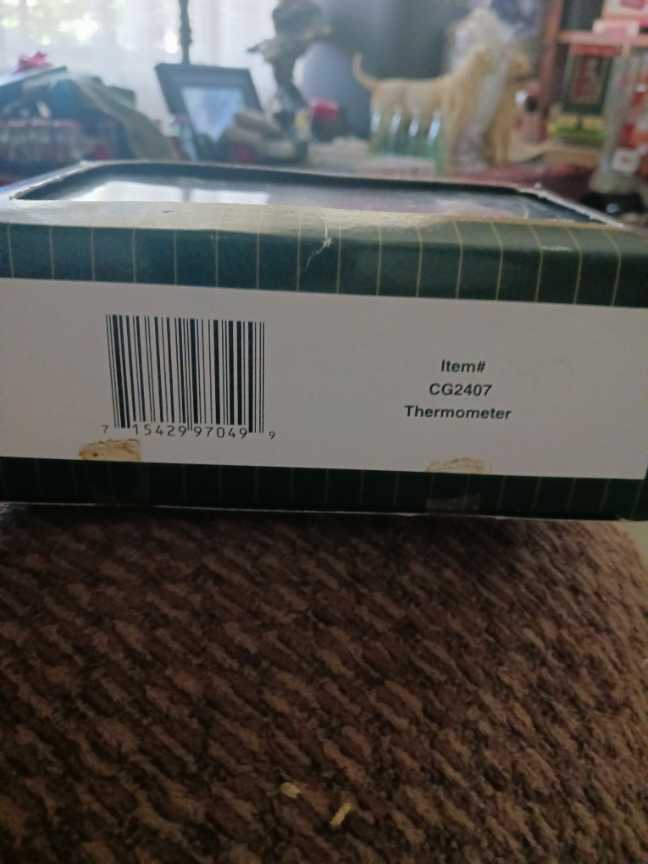 7 15429 97049 9
Item#
CG2407
Thermometer